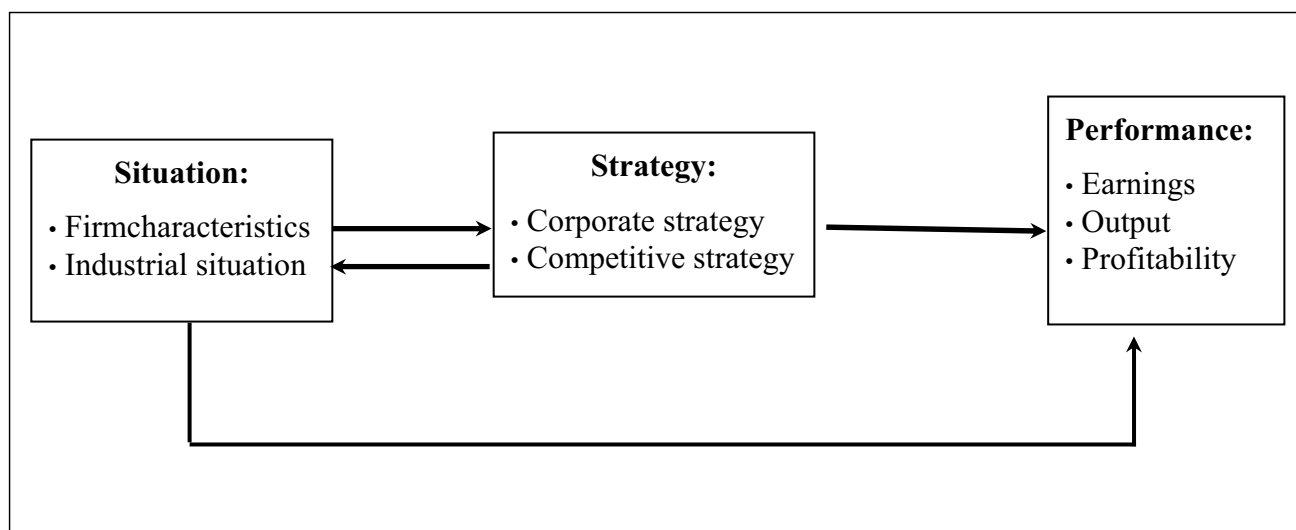 Situation:
• Firmcharacteristics
• Industrial situation
Strategy:
• Corporate strategy
• Competitive strategy
Performance:
• Earnings
• Output
• Profitability